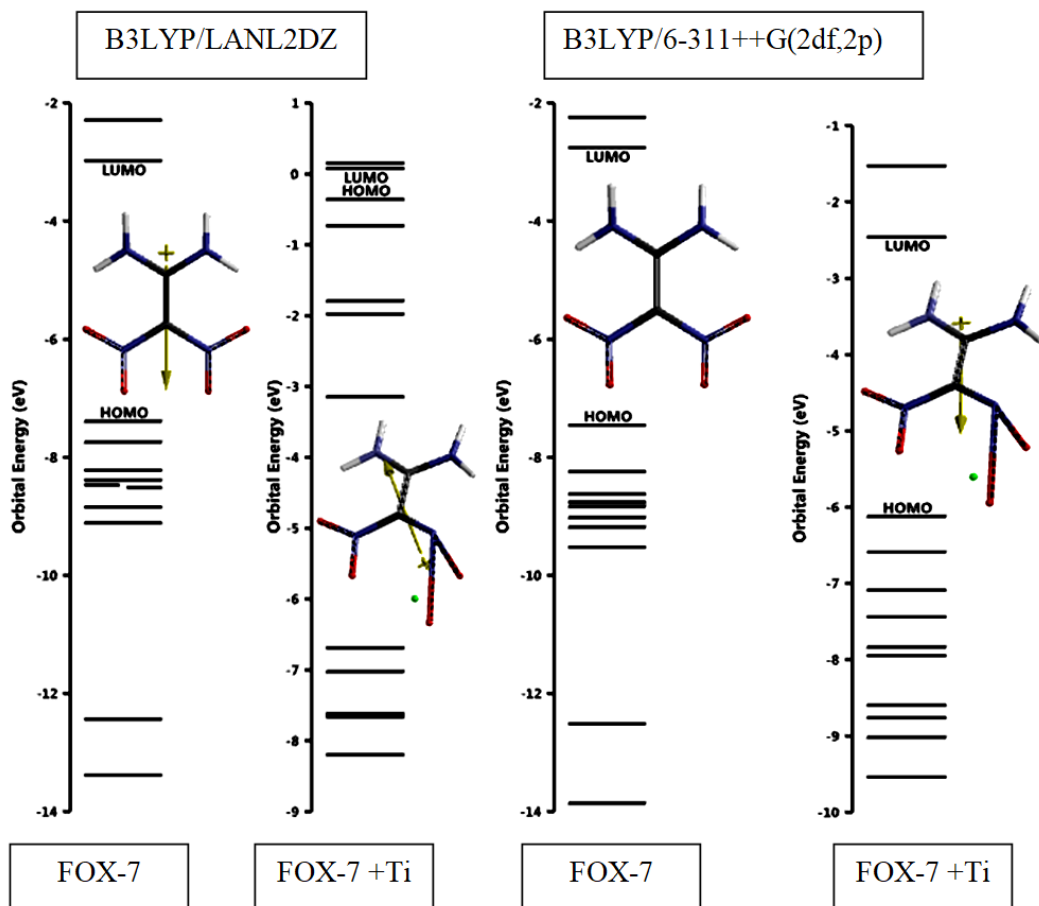 B3LYP/LANL2DZ
B3LYP/6-311++G(2df,2p)
Orbital Energy (eV)
-2
-4
-6
-8
-10
-12
-14
LUMO
HOMO
FOX-7
Orbital Energy (eV)
1
0
-1
-2
-3
-4
-5
-6
-7
-8
-9
LUMO
HOMO
FOX-7 +Ti
Orbital Energy (eV)
-2
-4
-6
-8
-10
-12
-14
LUMO
HOMO
FOX-7
Orbital Energy (eV)
-1
-2
-3
-4
-5
-6
-7
-8
-9
-10
LUMO
HOMO
FOX-7 +Ti